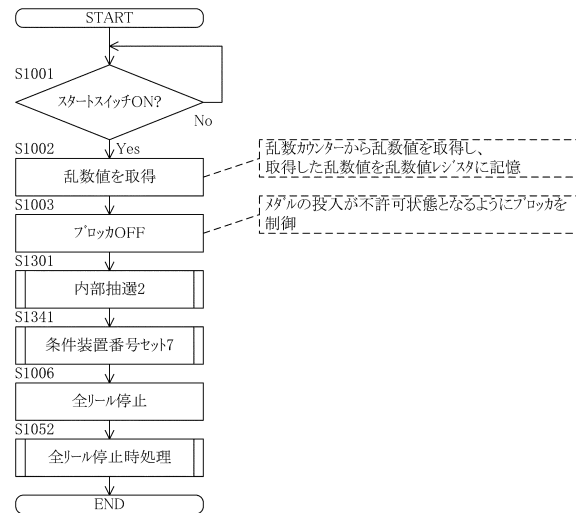 START
S1001
スタートスイッチON?
No
Yes
S1002
乱数値を取得
乱数カウンターから乱数値を取得し、
取得した乱数値を乱数値レジスタに記憶
S1003
ブロッカOFF
メダルの投入が不許可状態となるようにブロッカを
制御
S1301
内部抽選2
S1341
条件装置番号セット7
S1006
全リール停止
S1052
全リール停止時処理
END